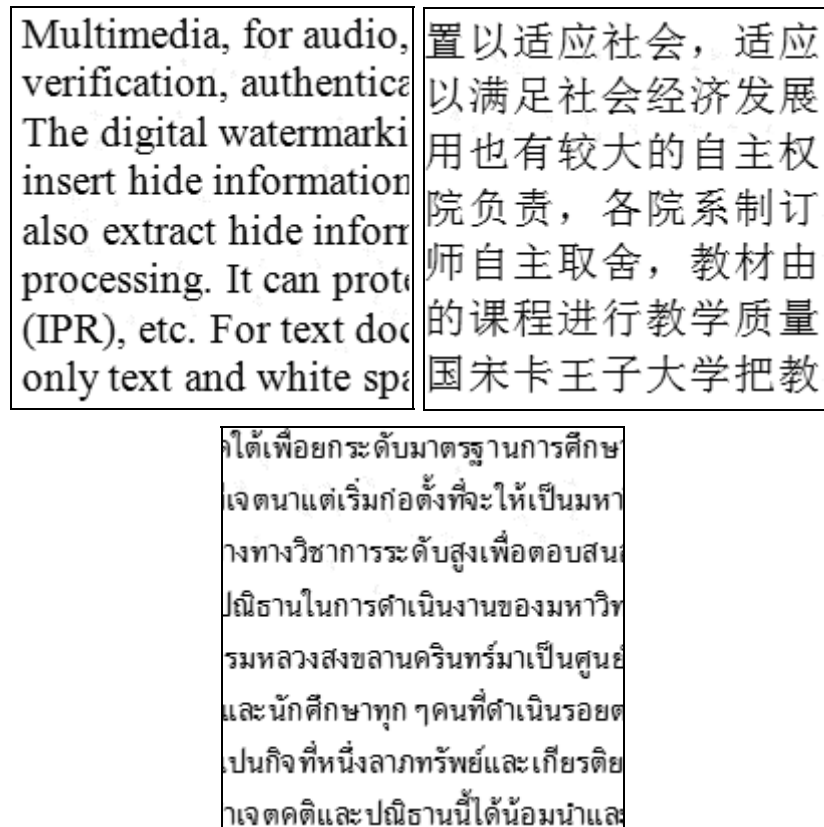 Multimedia, for audio,
verification, authentica
The digital watermarki
insert hide information
also extract hide inform
processing. It can prote
(IPR), etc. For text doc
only text and white spa
置以适应社会，适应
以满足社会经济发展
用也有较大的自主权
院负责，各院系制订
师自主取舍，教材由
的课程进行教学质量
国宋卡王子大学把教
ใต้เพื่อยกระดับมาตรฐานการศึกษา
เจตนาแต่เริ่มก่อตั้งที่จะให้เป็นมหา
างทางวิชาการระดับสูงเพื่อตอบสน
ปณิธานในการดำเนินงานของมหาวิท
รมหลวงสงขลานครินทร์มาเป็นศูนย์
และนักศึกษาทุก ๆคนที่ดำเนินรอยต
เปนกิจที่หนึ่งลาภทรัพย์และเกียรติย
าเจตคติและปณิธานนี้ได้น้อมนำและ